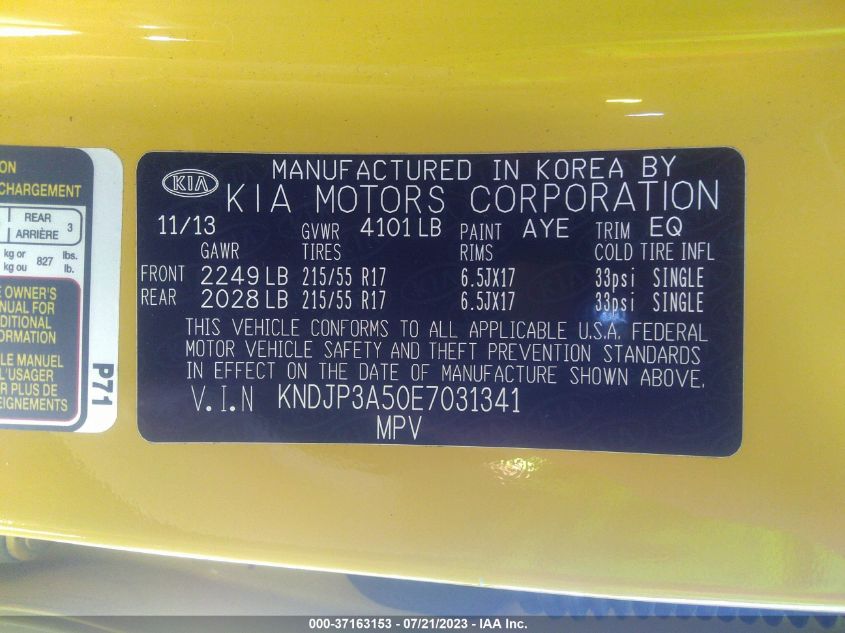 ON
CHARGEMENT
REAR
ARRIÈRE 3
kg or lbs.
kg ou 827 lb.
E OWNER'S
NUAL FOR
DDITIONAL
ORMATION
LE MANUEL
L'USAGER
R PLUS DE
EIGNEMENTS
P71
KIA
MANUFACTURED IN KOREA BY
KIA MOTORS CORPORATION
11/13 GVWR 4101 LB PAINT AYE TRIM EQ
GAWR TIRES RIMS COLD TIRE INFL
FRONT 2249 LB 215/55 R17 6.5JX17 33psi SINGLE
REAR 2028 LB 215/55 R17 6.5JX17 33psi SINGLE
THIS VEHICLE CONFORMS TO ALL APPLICABLE U.S.A. FEDERAL
MOTOR VEHICLE SAFETY AND THEFT PREVENTION STANDARDS
IN EFFECT ON THE DATE OF MANUFACTURE SHOWN ABOVE.
V.I.N KNDJP3A50E7031341
MPV
000-37163153 - 07/21/2023 - IAA Inc.